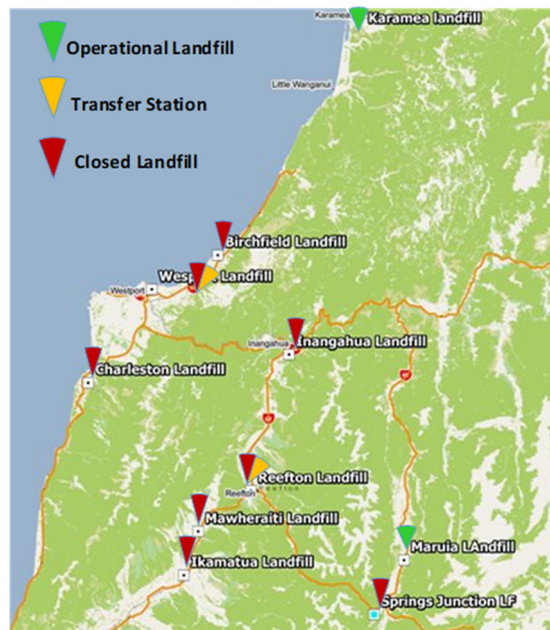 Karamea
Karamea landfill
Operational Landfill
Little Wanganui
Transfer Station
Closed Landfill
Birchfield Landfill
Landfill
Westport
Inangahua
Inangahua Landfill
Charleston Landfill
Reefton Landfill
Reefton
Mawheraiti Landfill
Maruia LAndfill
Ikamatua Landfill
Springs Junction LF